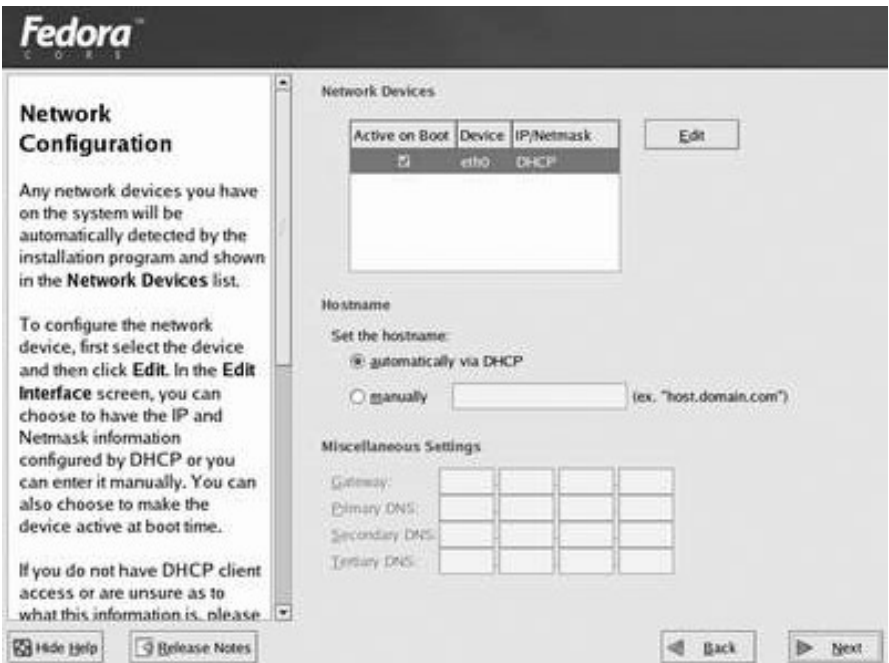 Fedora™
CORE
Network
Configuration
Any network devices you have
on the system will be
automatically detected by the
installation program and shown
in the Network Devices list.
To configure the network
device, first select the device
and then click Edit. In the Edit
Interface screen, you can
choose to have the IP and
Netmask information
configured by DHCP or you
can enter it manually. You can
also choose to make the
device active at boot time.
If you do not have DHCP client
access or are unsure as to
what this information is, please
Network Devices
Active on Boot Device IP/Netmask
eth0 DHCP
Edit
Hostname
Set the hostname:
automatically via DHCP
manually (ex. "host.domain.com")
Miscellaneous Settings
Gateway:
Primary DNS:
Secondary DNS:
Tertiary DNS:
Hide Help Release Notes Back Next